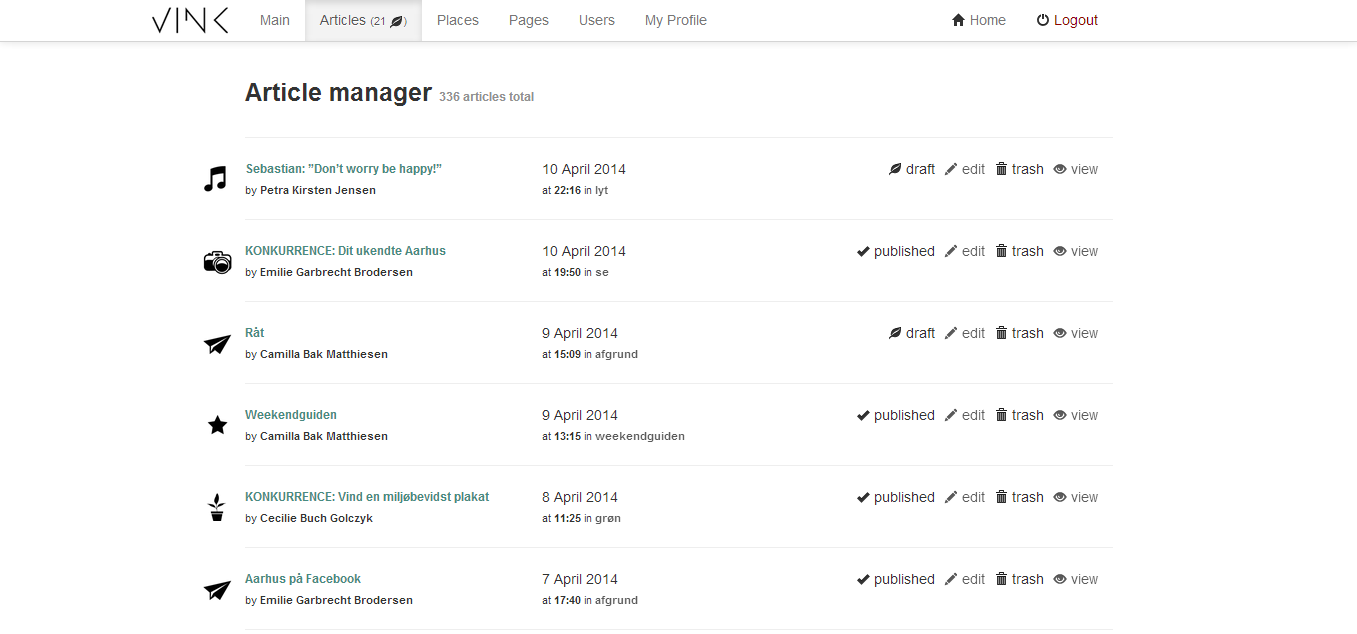 VINK Main Articles (21) Places Pages Users My Profile Home Logout
Article manager 336 articles total
Sebastian: ”Don’t worry be happy!” 10 April 2014 draft edit trash view
by Petra Kirsten Jensen at 22:16 in lyt
KONKURRENCE: Dit ukendte Aarhus 10 April 2014 published edit trash view
by Emilie Garbrecht Brodersen at 19:50 in se
Råt 9 April 2014 draft edit trash view
by Camilla Bak Matthiesen at 15:09 in afgrund
Weekendguiden 9 April 2014 published edit trash view
by Camilla Bak Matthiesen at 13:15 in weekendguiden
KONKURRENCE: Vind en miljøbevidst plakat 8 April 2014 published edit trash view
by Cecilie Buch Golczyk at 11:25 in grøn
Aarhus på Facebook 7 April 2014 published edit trash view
by Emilie Garbrecht Brodersen at 17:40 in afgrund